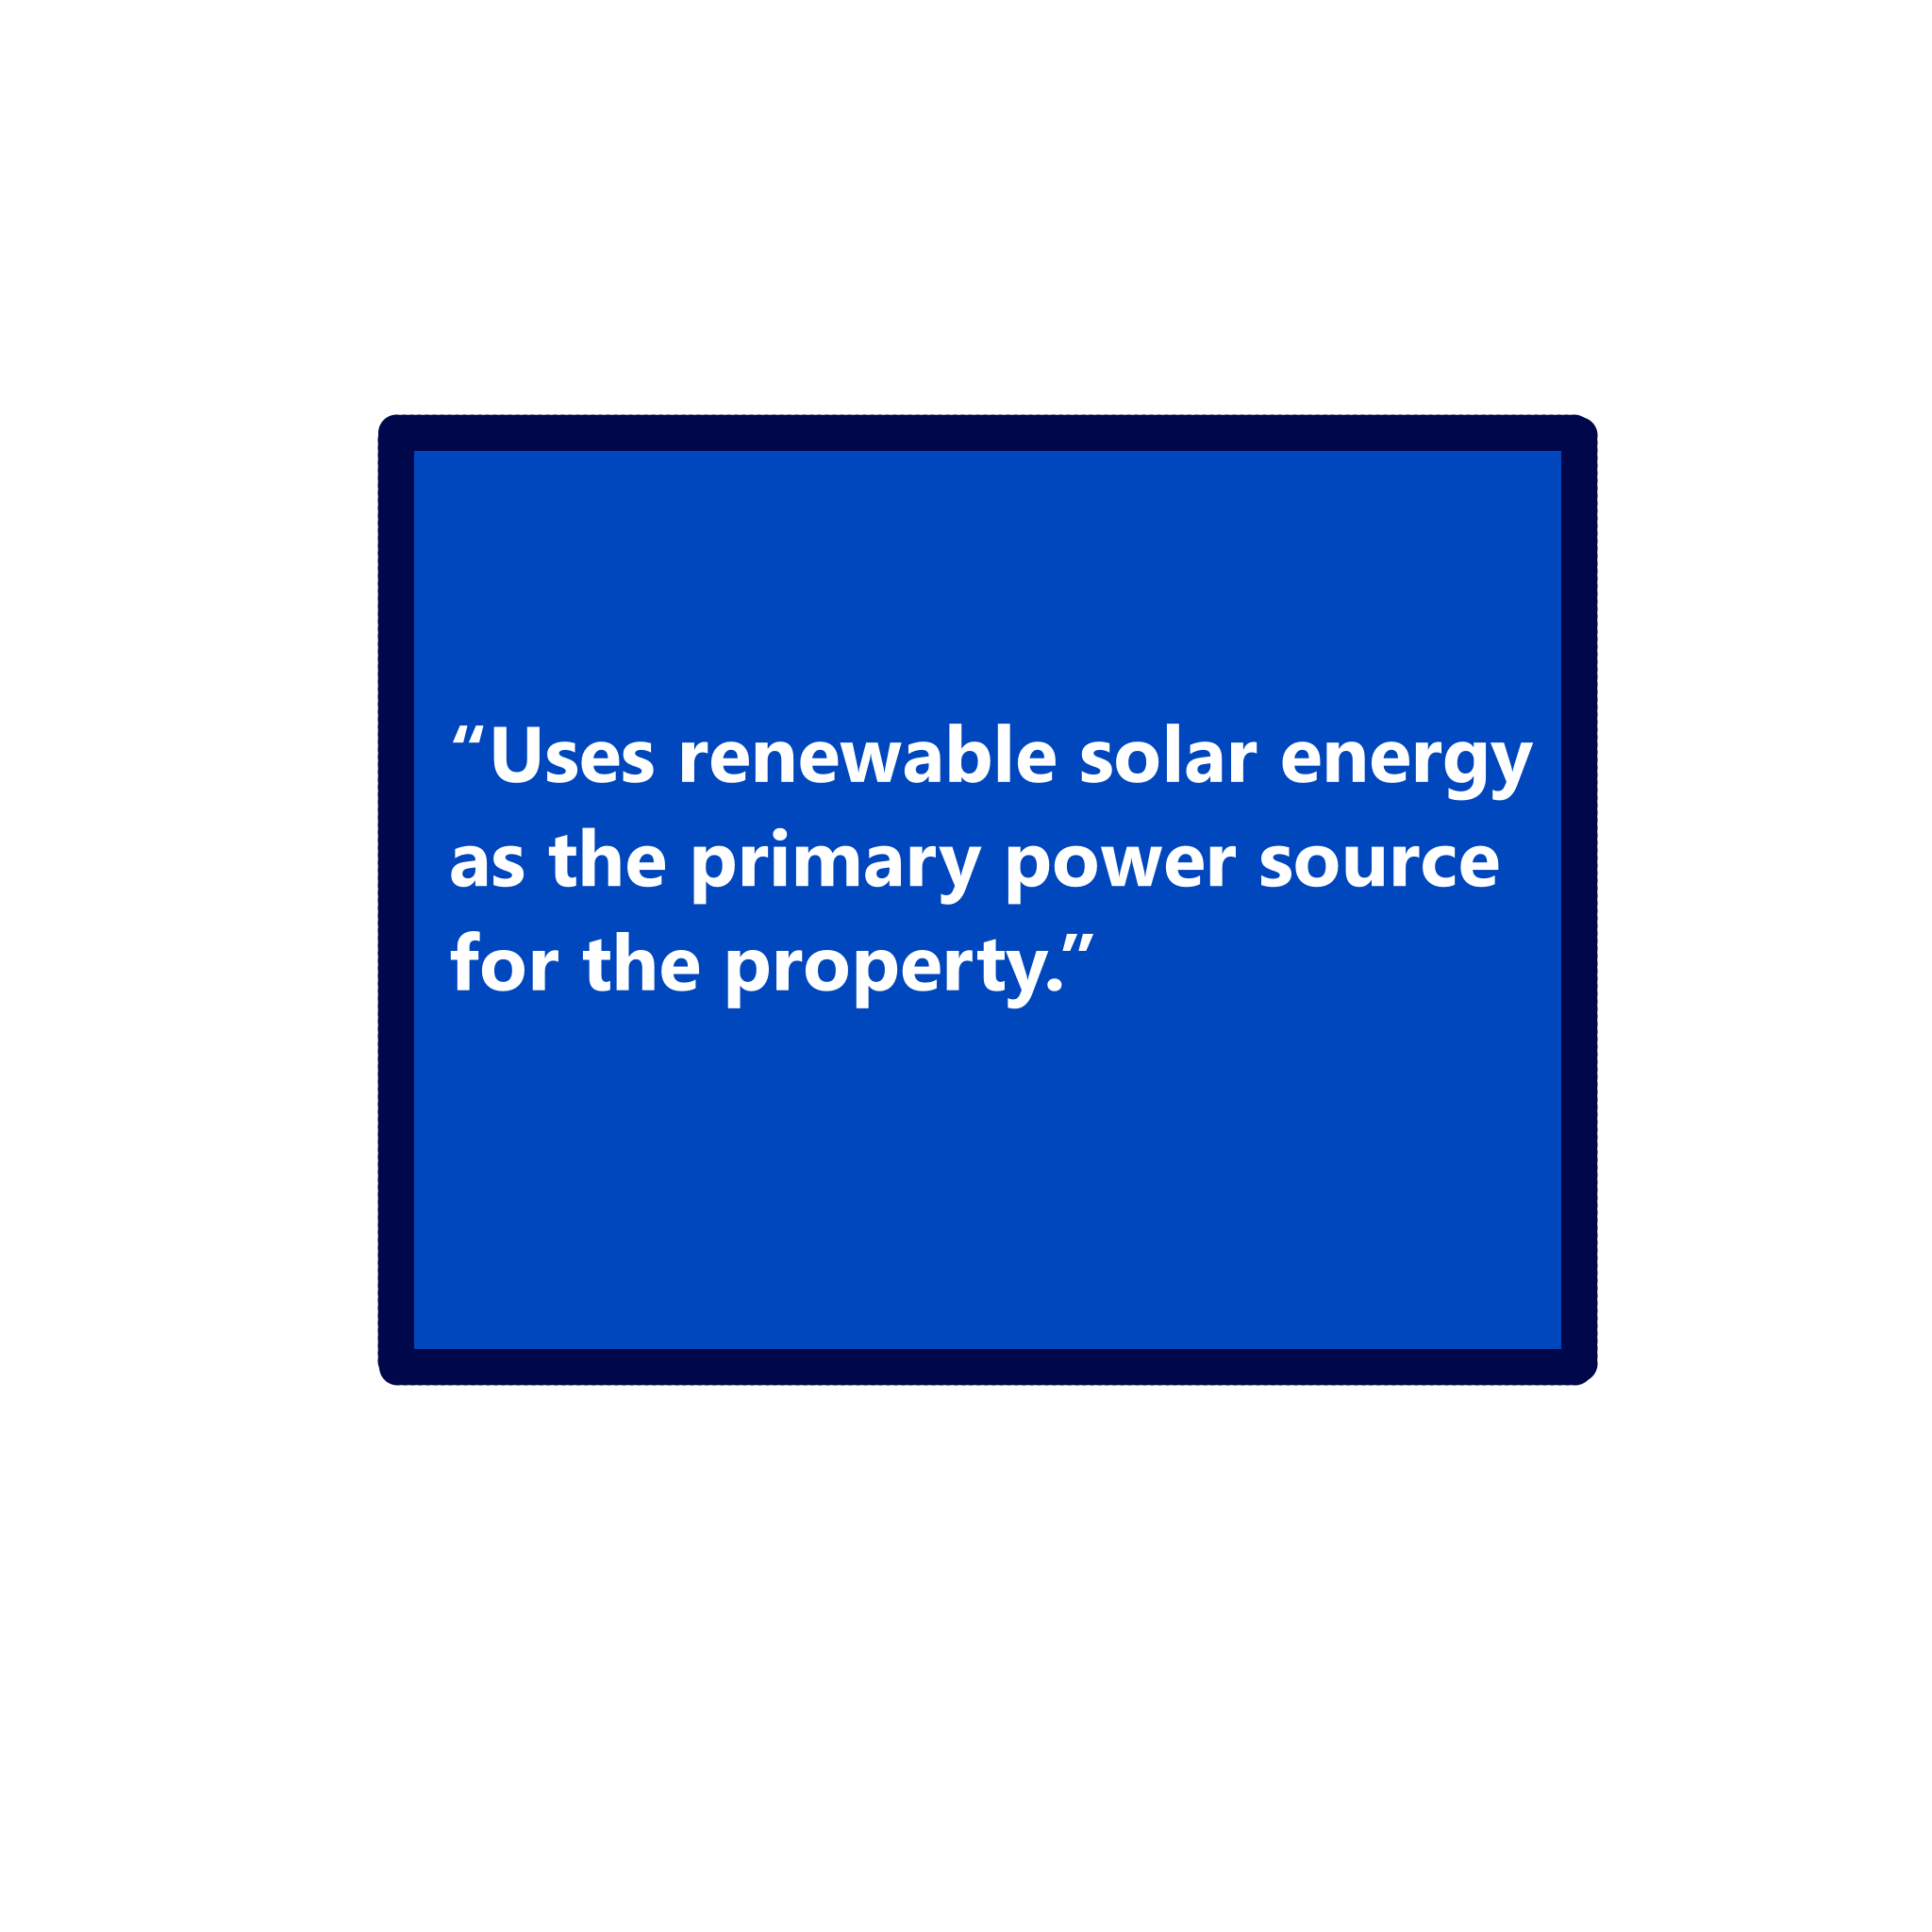 “Uses renewable solar energy
as the primary power source
for the property.”